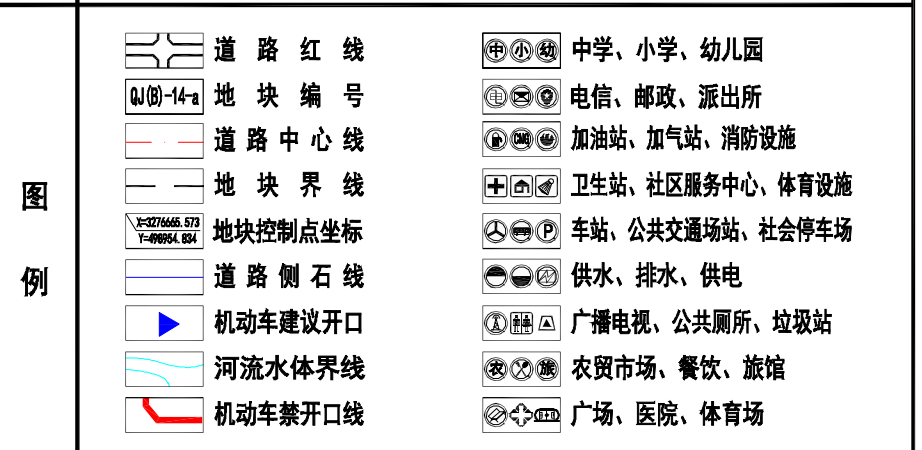 图例
道路红线
QJ(B)-14-a 地块编号
道路中心线
地块界线
X=3276665.573
Y=498954.834
地块控制点坐标
道路侧石线
机动车建议开口
河流水体界线
机动车禁开口线
中 小 幼 中学、小学、幼儿园
电信、邮政、派出所
CNG 加油站、加气站、消防设施
卫生站、社区服务中心、体育设施
P 车站、公共交通场站、社会停车场
供水、排水、供电
广播电视、公共厕所、垃圾站
农 旅 农贸市场、餐饮、旅馆
广场、医院、体育场